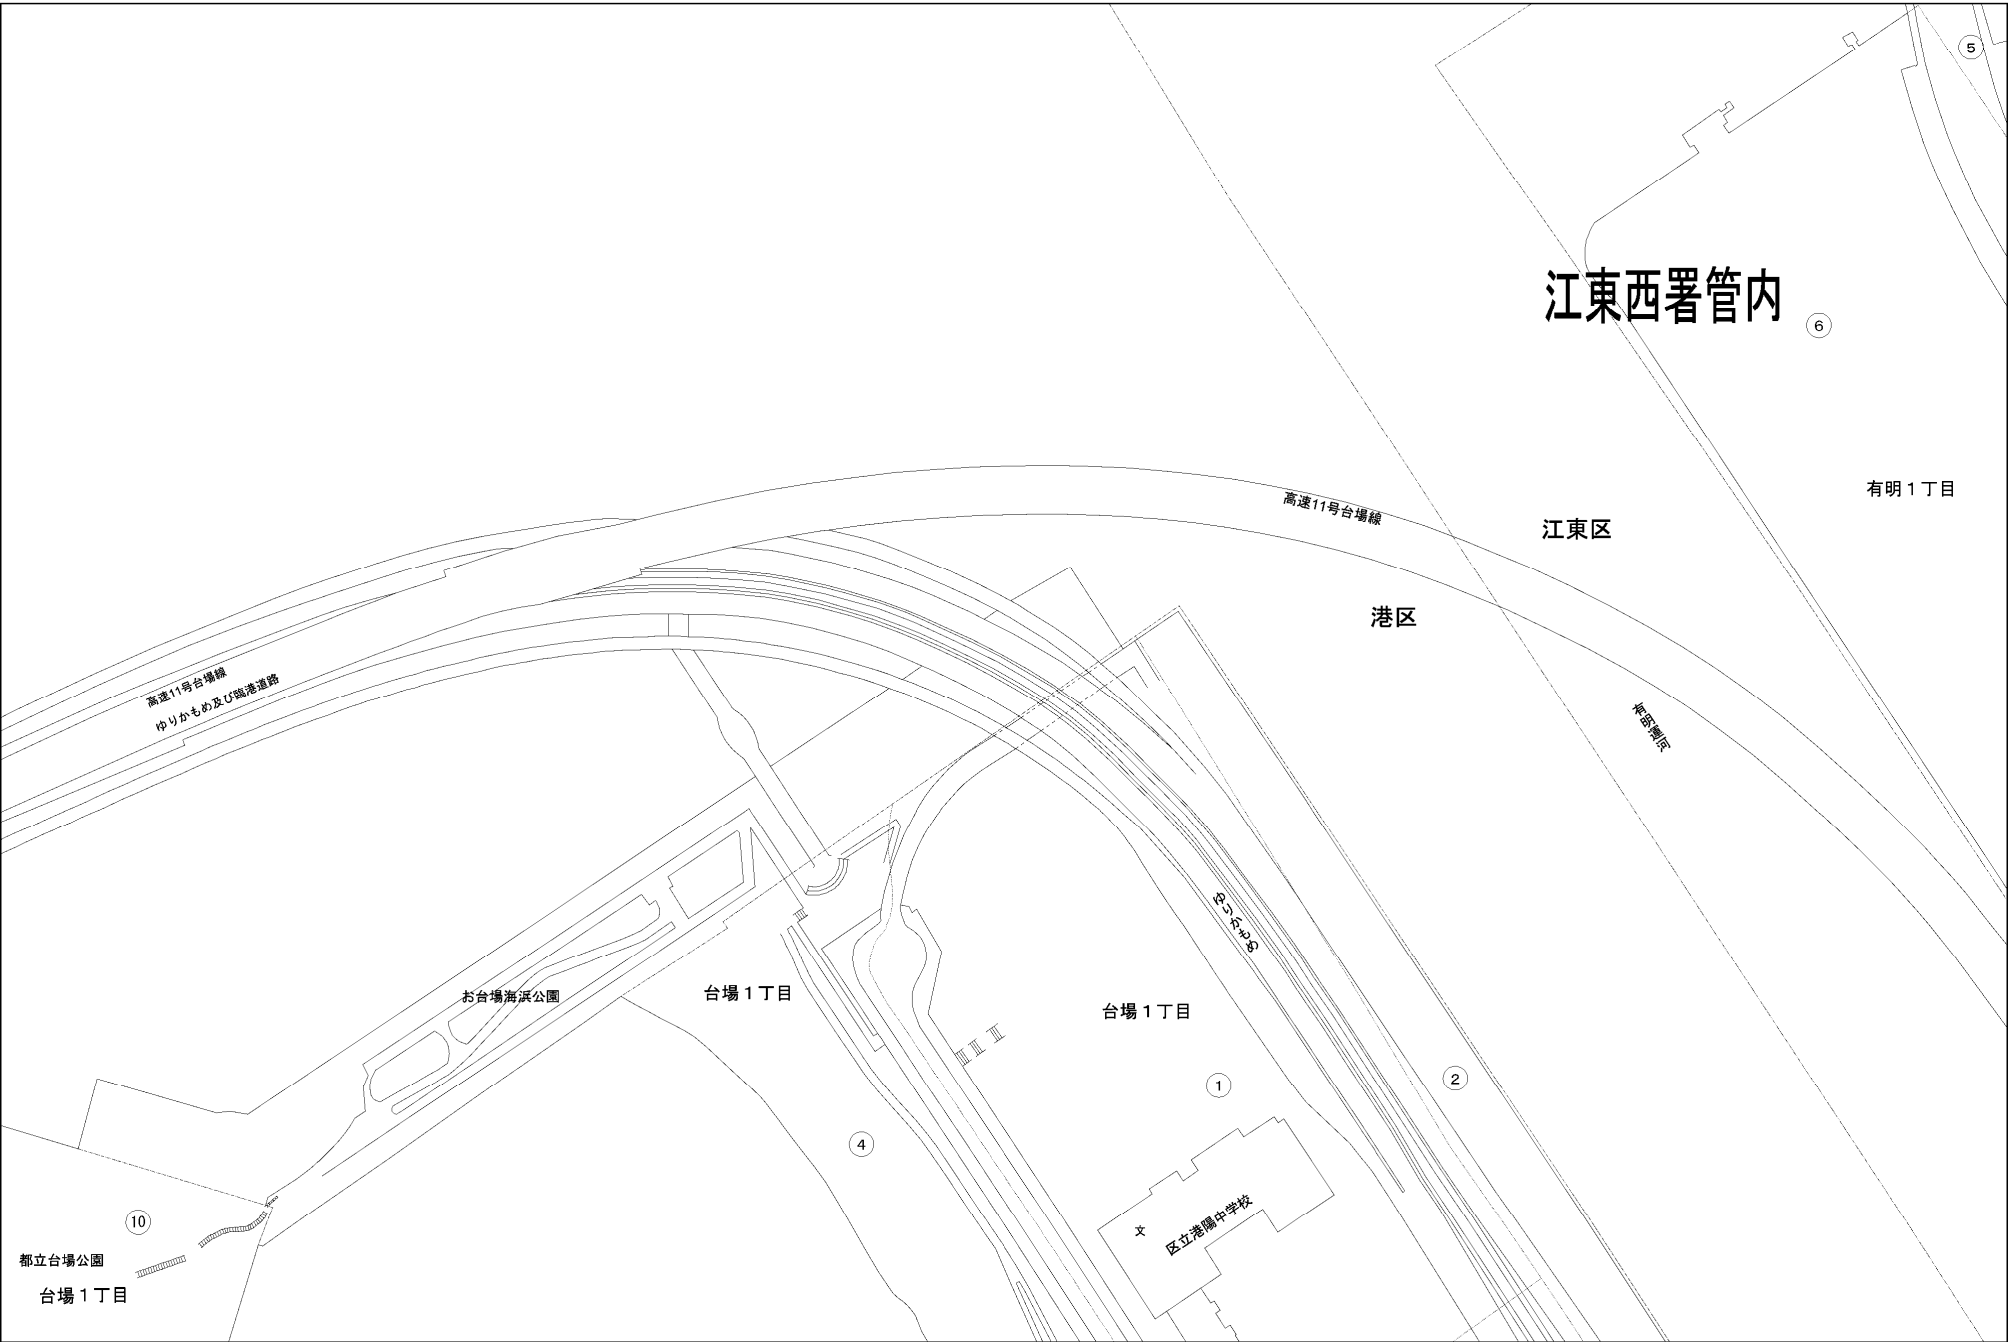 5
江東西署管内
6
有明１丁目
高速11号台場線
江東区
港区
高速11号台場線
ゆりかもめ及び臨港道路
有明運河
ゆりかもめ
お台場海浜公園
台場１丁目
台場１丁目
1
2
4
文
区立港陽中学校
10
都立台場公園
台場１丁目